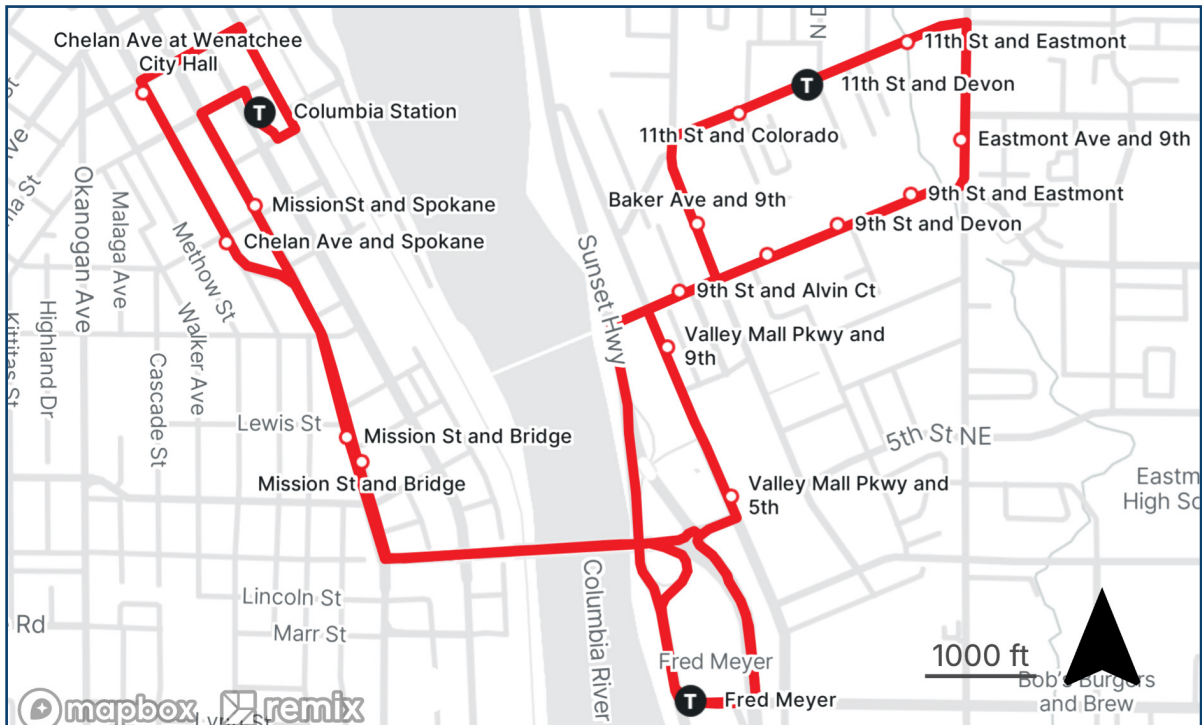 Chelan Ave at Wenatchee
City Hall
Columbia Station
MissionSt and Spokane
Chelan Ave and Spokane
Okanogan Ave
Malaga Ave
Methow St
Highland Dr
Walker Ave
Cascade St
Kittitas St
Lewis St
Mission St and Bridge
Mission St and Bridge
Lincoln St
Marr St
Rd
Sunset Hwy
Columbia River
N D
11th St and Eastmont
T
11th St and Devon
11th St and Colorado
Eastmont Ave and 9th
Baker Ave and 9th
9th St and Eastmont
9th St and Devon
9th St and Alvin Ct
Valley Mall Pkwy and
9th
5th St NE
Valley Mall Pkwy and
5th
Eastm
High Sc
T
Fred Meyer
T
Fred Meyer
1000 ft
Bob's Burgers
and Brew
mapbox
remix